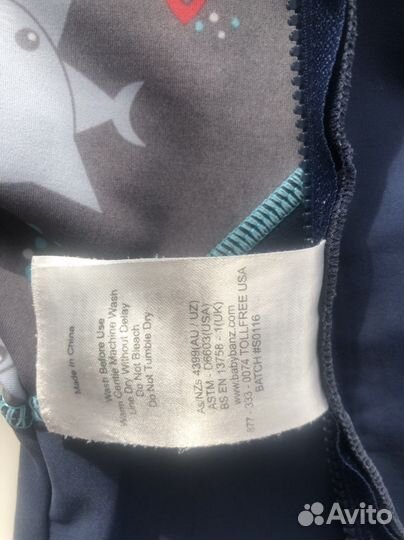 Made in China
Wash Before Use
Warm Gentle Machine Wash
Line Dry Without Delay
Do Not Bleach
Do Not Tumble Dry
As/NZs 4399(AU / UZ)
ASTM - D6603(USA)
BS EN 13758 - 1(UK)
www.babybanz.com
877 - 333 - 0074 TOLLFREE USA
BATCH #S0116
Avito